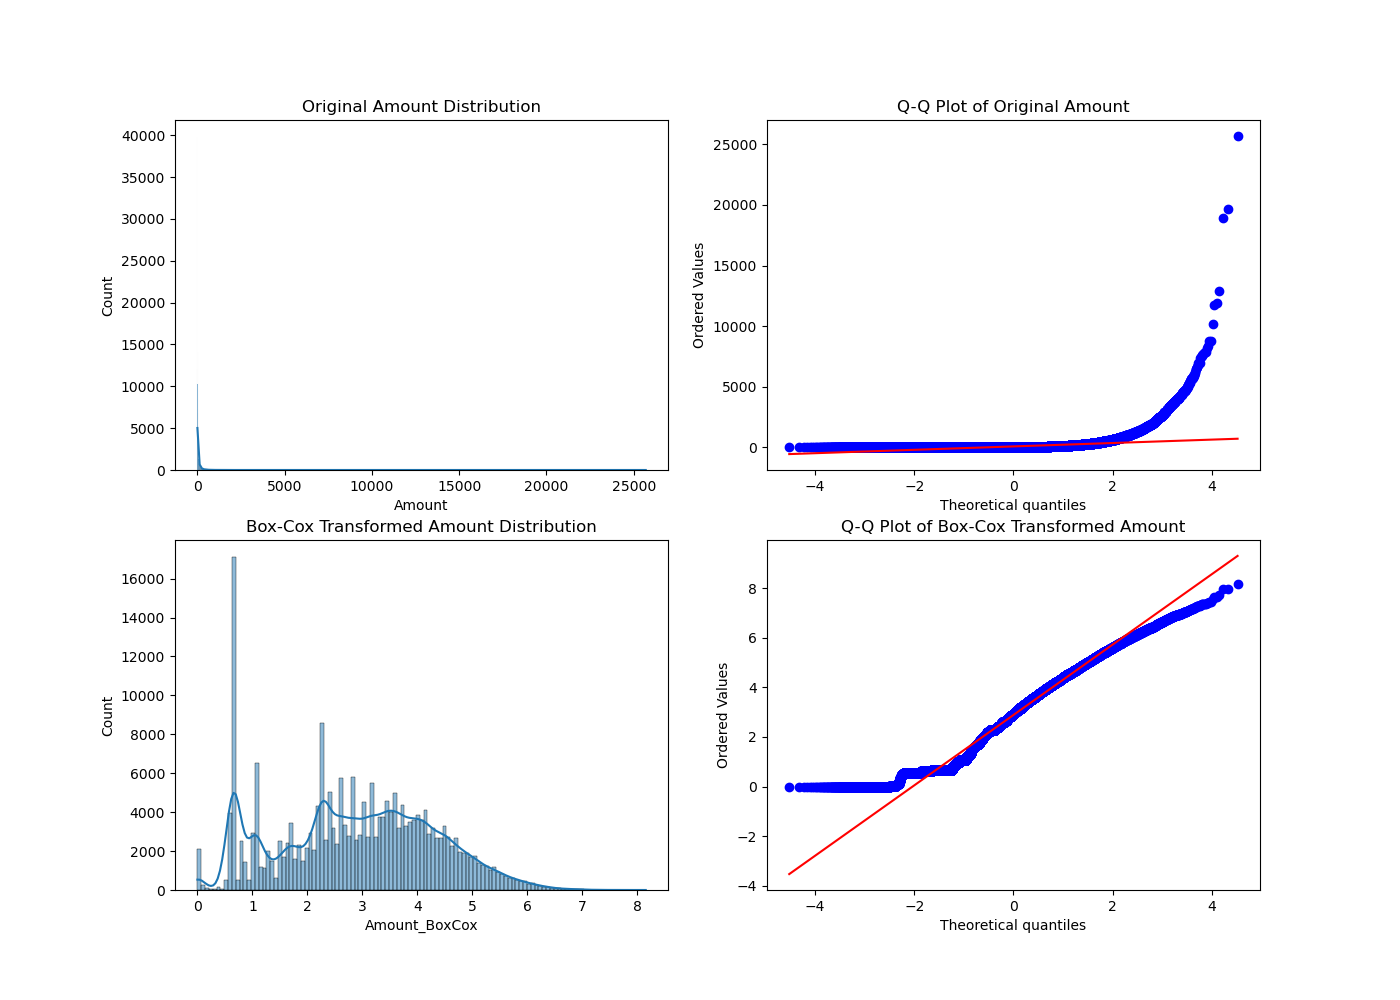 Original Amount Distribution
40000
35000
30000
25000
20000
15000
10000
5000
0
Count
0 5000 10000 15000 20000 25000
Amount
Q-Q Plot of Original Amount
25000
20000
15000
10000
5000
0
Ordered Values
−4 −2 0 2 4
Theoretical quantiles
Box-Cox Transformed Amount Distribution
16000
14000
12000
10000
8000
6000
4000
2000
0
Count
0 1 2 3 4 5 6 7 8
Amount_BoxCox
Q-Q Plot of Box-Cox Transformed Amount
8
6
4
2
0
−2
−4
Ordered Values
−4 −2 0 2 4
Theoretical quantiles